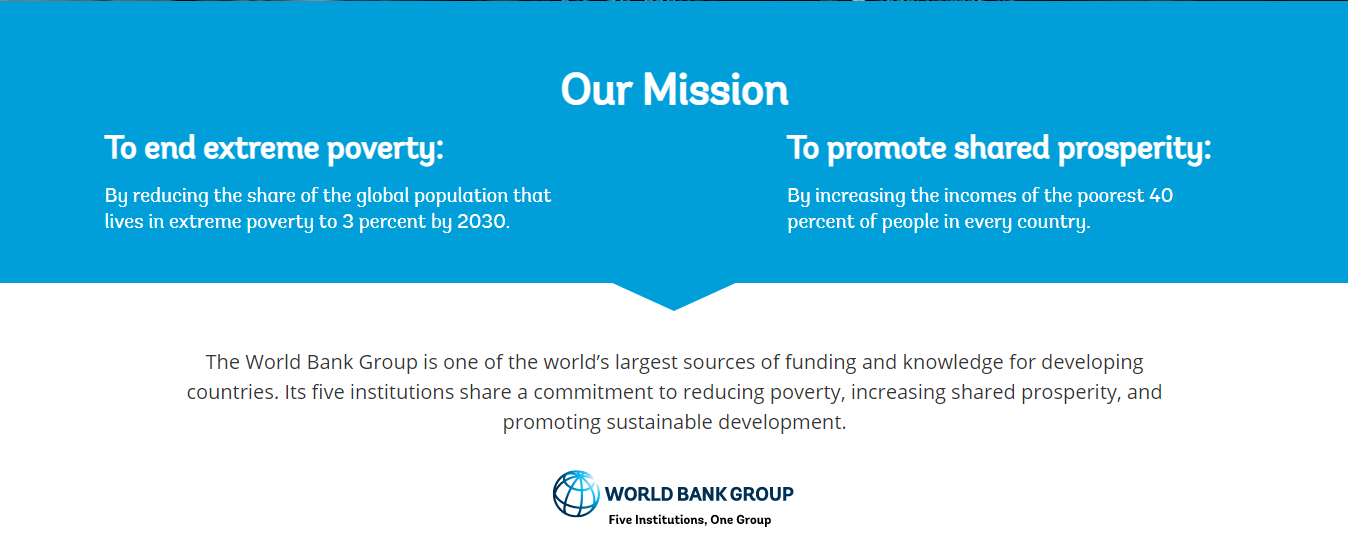 Our Mission
To end extreme poverty:
By reducing the share of the global population that
lives in extreme poverty to 3 percent by 2030.
To promote shared prosperity:
By increasing the incomes of the poorest 40
percent of people in every country.
The World Bank Group is one of the world’s largest sources of funding and knowledge for developing
countries. Its five institutions share a commitment to reducing poverty, increasing shared prosperity, and
promoting sustainable development.
WORLD BANK GROUP
Five Institutions, One Group